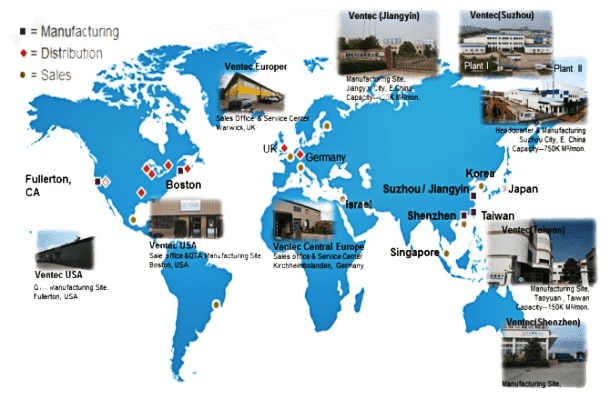 = Manufacturing
= Distribution
= Sales
Ventec (Jiangyin)
Manufacturing Site,
Jiangyin City, E.China
M²/mon.
Ventec(Suzhou)
Plant I
Plant II
Headquarter & Manufacturing
Suzhou City, E. China
Capacity---750K M²/mon.
Ventec Europer
Sales Office & Service Center
Warwick, UK
UK
Germany
Fullerton,
CA
Boston
Korea
Japan
Suzhou / Jiangyin
Israel
Shenzhen
Taiwan
Singapore
Ventec USA
Manufacturing Site,
Fullerton, USA
Ventec USA
Sale office &QTA Manufacturing Site,
Boston, USA
Ventec Central Europe
Sales office & Service Center
Kirchheimbolanden, Germany
Ventec(Taiwan)
Manufacturing Site,
Taoyuan , Taiwan
Capacity---150K M²/mon.
Ventec(Shenzhen)
Manufacturing Site,